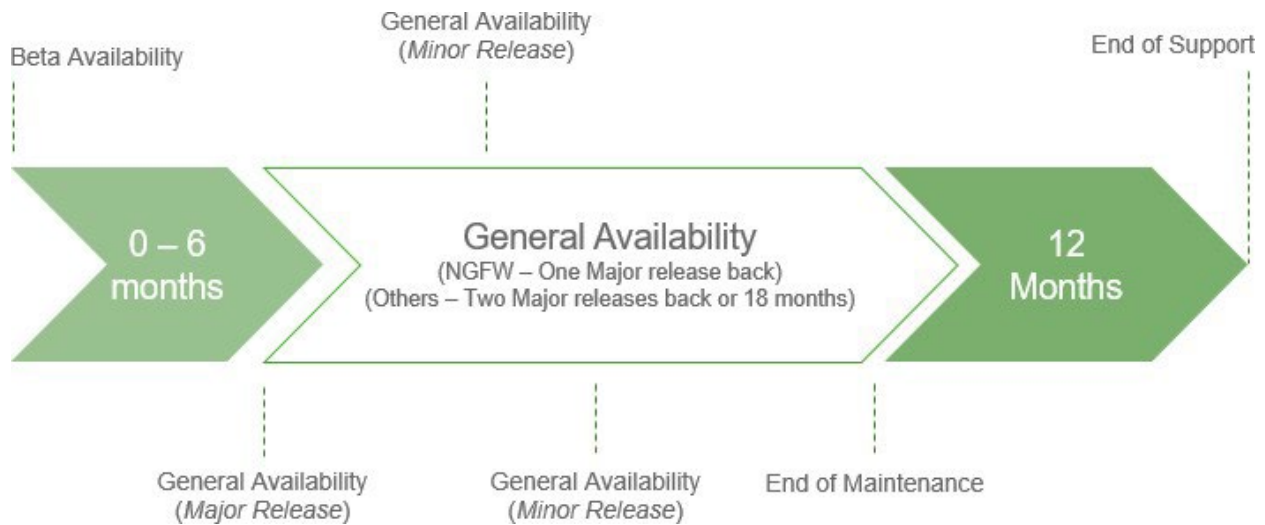 General Availability
(Minor Release)
Beta Availability
End of Support
0 – 6
months
General Availability
(NGFW – One Major release back)
(Others – Two Major releases back or 18 months)
12
Months
General Availability
(Major Release)
General Availability
(Minor Release)
End of Maintenance